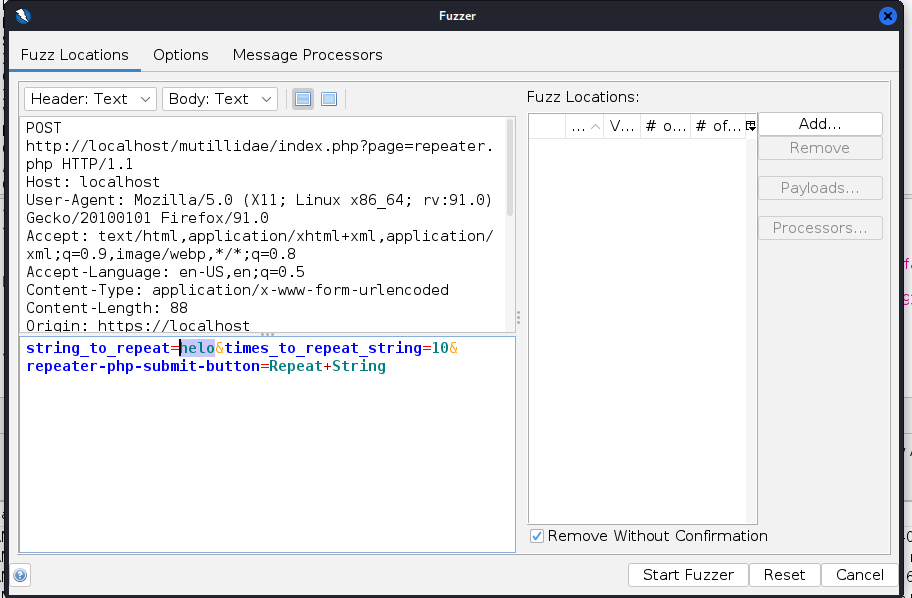 Fuzzer
Fuzz Locations Options Message Processors
Header: Text Body: Text
Fuzz Locations:
POST
http://localhost/mutillidae/index.php?page=repeater.
php HTTP/1.1
Host: localhost
User-Agent: Mozilla/5.0 (X11; Linux x86_64; rv:91.0)
Gecko/20100101 Firefox/91.0
Accept: text/html,application/xhtml+xml,application/
xml;q=0.9,image/webp,*/*;q=0.8
Accept-Language: en-US,en;q=0.5
Content-Type: application/x-www-form-urlencoded
Content-Length: 88
Origin: https://localhost
string_to_repeat=helo&times_to_repeat_string=10&
repeater-php-submit-button=Repeat+String
... V... # o... # of...
Add...
Remove
Payloads...
Processors...
Remove Without Confirmation
Start Fuzzer Reset Cancel